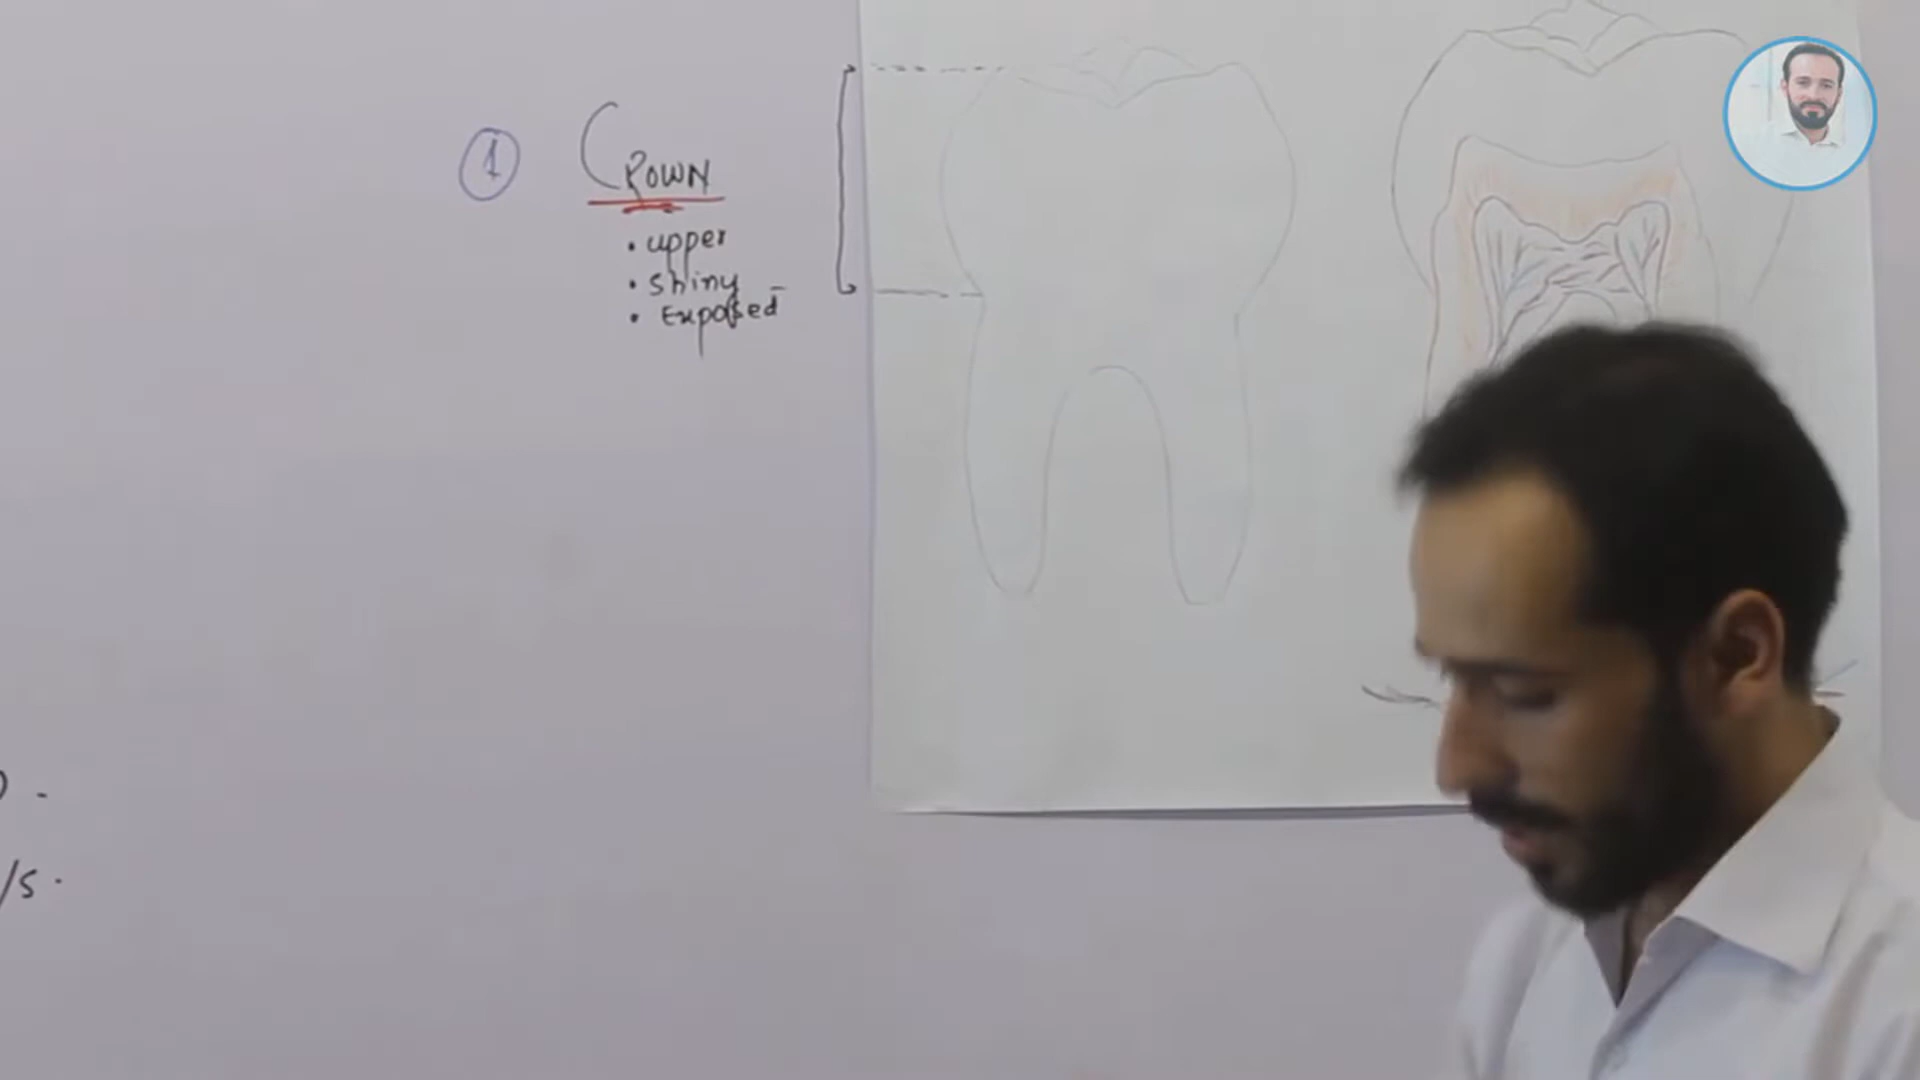 1 CROWN
• upper
• shiny
• Exposed
/s.